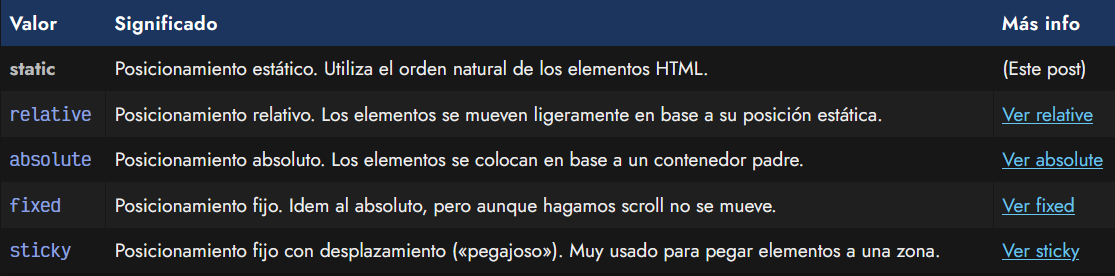 Valor Significado Más info
static Posicionamiento estático. Utiliza el orden natural de los elementos HTML. (Este post)
relative Posicionamiento relativo. Los elementos se mueven ligeramente en base a su posición estática. Ver relative
absolute Posicionamiento absoluto. Los elementos se colocan en base a un contenedor padre. Ver absolute
fixed Posicionamiento fijo. Idem al absoluto, pero aunque hagamos scroll no se mueve. Ver fixed
sticky Posicionamiento fijo con desplazamiento («pegajoso»). Muy usado para pegar elementos a una zona. Ver sticky